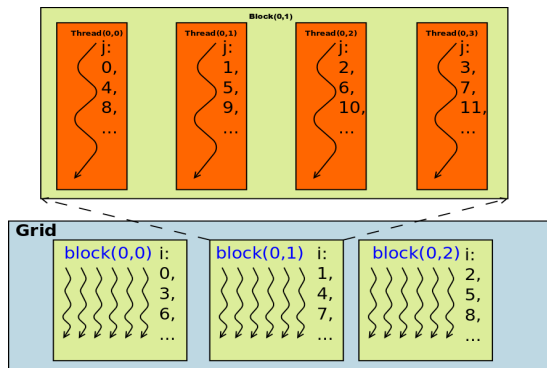 Block(0,1)
Thread(0,0)
j:
0,
4,
8,
...
Thread(0,1)
j:
1,
5,
9,
...
Thread(0,2)
j:
2,
6,
10,
...
Thread(0,3)
j:
3,
7,
11,
...
Grid
block(0,0) i:
0,
3,
6,
...
block(0,1) i:
1,
4,
7,
...
block(0,2) i:
2,
5,
8,
...